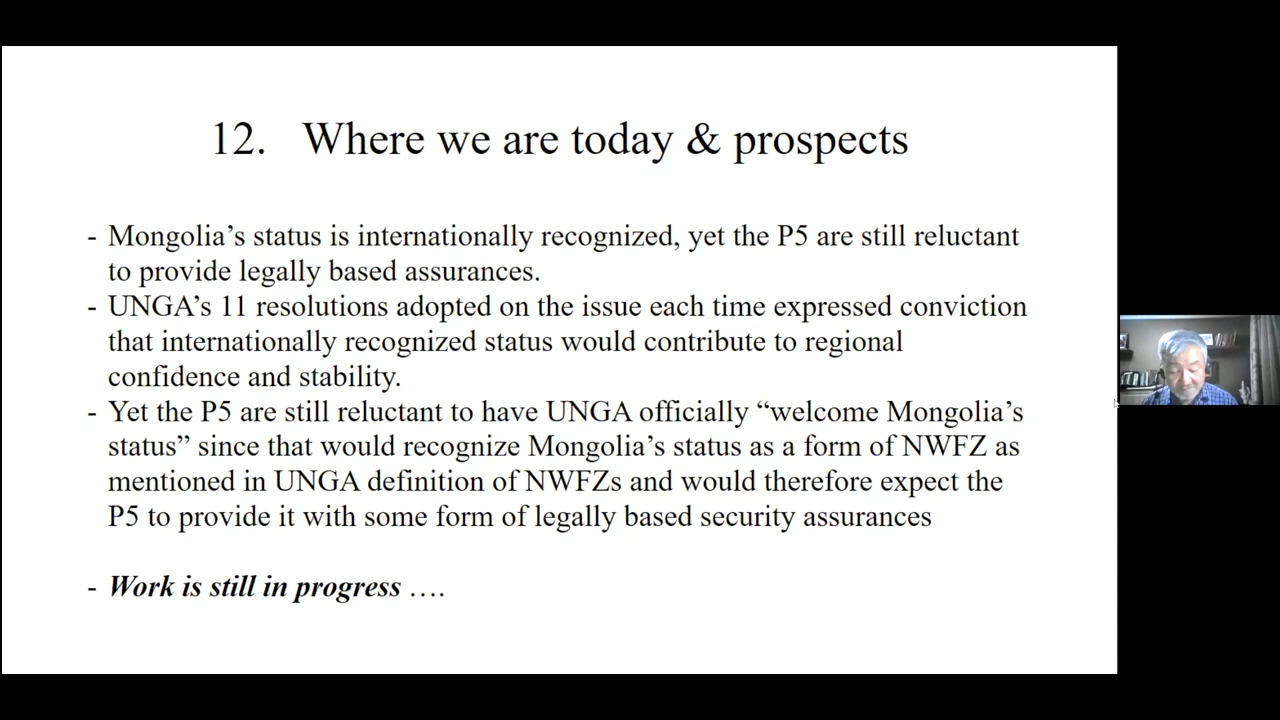 12. Where we are today & prospects
- Mongolia’s status is internationally recognized, yet the P5 are still reluctant
to provide legally based assurances.
- UNGA’s 11 resolutions adopted on the issue each time expressed conviction
that internationally recognized status would contribute to regional
confidence and stability.
- Yet the P5 are still reluctant to have UNGA officially “welcome Mongolia’s
status” since that would recognize Mongolia’s status as a form of NWFZ as
mentioned in UNGA definition of NWFZs and would therefore expect the
P5 to provide it with some form of legally based security assurances
- Work is still in progress ….